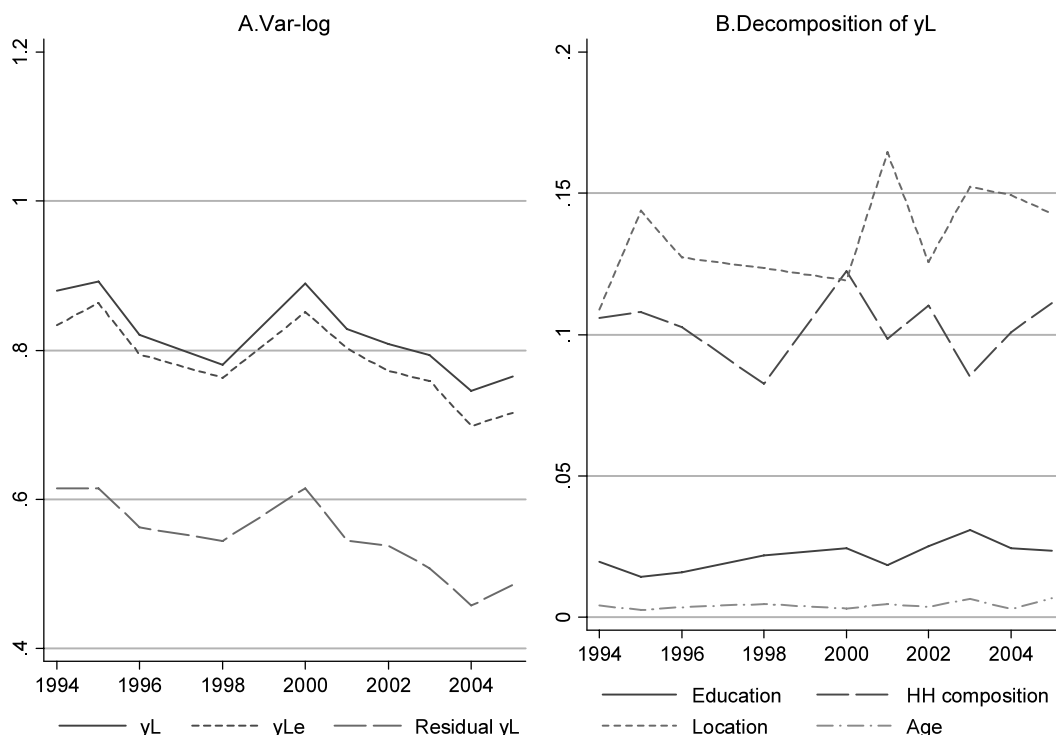 A.Var-log
1.2
1
.8
.6
.4
1994 1996 1998 2000 2002 2004
yL yLe Residual yL
B.Decomposition of yL
.2
.15
.1
.05
0
1994 1996 1998 2000 2002 2004
Education HH composition
Location Age